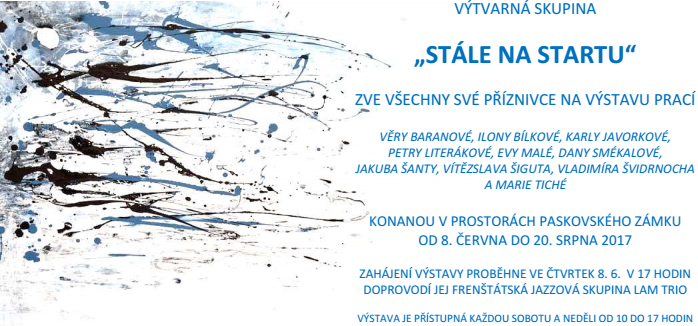 VÝTVARNÁ SKUPINA
„STÁLE NA STARTU“
ZVE VŠECHNY SVÉ PŘÍZNIVCE NA VÝSTAVU PRACÍ
VĚRY BARANOVÉ, ILONY BÍLKOVÉ, KARLY JAVORKOVÉ,
PETRY LITERÁKOVÉ, EVY MALÉ, DANY SMÉKALOVÉ,
JAKUBA ŠANTY, VÍTĚZSLAVA ŠIGUTA, VLADIMÍRA ŠVIDRNOCHA
A MARIE TICHÉ
KONANOU V PROSTORÁCH PASKOVSKÉHO ZÁMKU
OD 8. ČERVNA DO 20. SRPNA 2017
ZAHÁJENÍ VÝSTAVY PROBĚHNE VE ČTVRTEK 8. 6. V 17 HODIN
DOPROVODÍ JEJ FRENŠTÁTSKÁ JAZZOVÁ SKUPINA LAM TRIO
VÝSTAVA JE PŘÍSTUPNÁ KAŽDOU SOBOTU A NEDĚLI OD 10 DO 17 HODIN